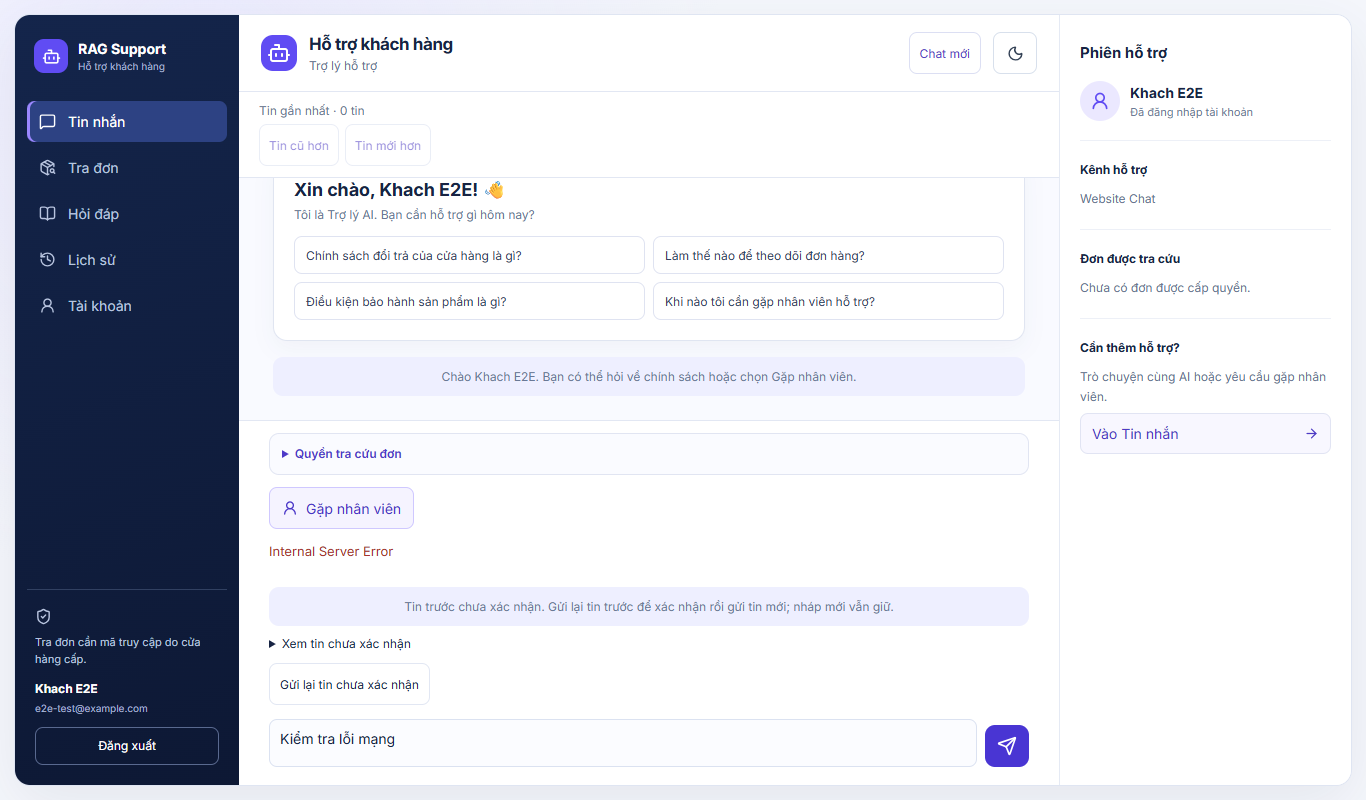 RAG Support
Hỗ trợ khách hàng
Tin nhắn
Tra đơn
Hỏi đáp
Lịch sử
Tài khoản
Tra đơn cần mã truy cập do cửa
hàng cấp.
Khach E2E
e2e-test@example.com
Đăng xuất
Hỗ trợ khách hàng
Trợ lý hỗ trợ
Chat mới
Tin gần nhất · 0 tin
Tin cũ hơn
Tin mới hơn
Xin chào, Khach E2E! 👋
Tôi là Trợ lý AI. Bạn cần hỗ trợ gì hôm nay?
Chính sách đổi trả của cửa hàng là gì?
Làm thế nào để theo dõi đơn hàng?
Điều kiện bảo hành sản phẩm là gì?
Khi nào tôi cần gặp nhân viên hỗ trợ?
Chào Khach E2E. Bạn có thể hỏi về chính sách hoặc chọn Gặp nhân viên.
Quyền tra cứu đơn
Gặp nhân viên
Internal Server Error
Tin trước chưa xác nhận. Gửi lại tin trước để xác nhận rồi gửi tin mới; nháp mới vẫn giữ.
Xem tin chưa xác nhận
Gửi lại tin chưa xác nhận
Kiểm tra lỗi mạng
Phiên hỗ trợ
Khach E2E
Đã đăng nhập tài khoản
Kênh hỗ trợ
Website Chat
Đơn được tra cứu
Chưa có đơn được cấp quyền.
Cần thêm hỗ trợ?
Trò chuyện cùng AI hoặc yêu cầu gặp nhân
viên.
Vào Tin nhắn